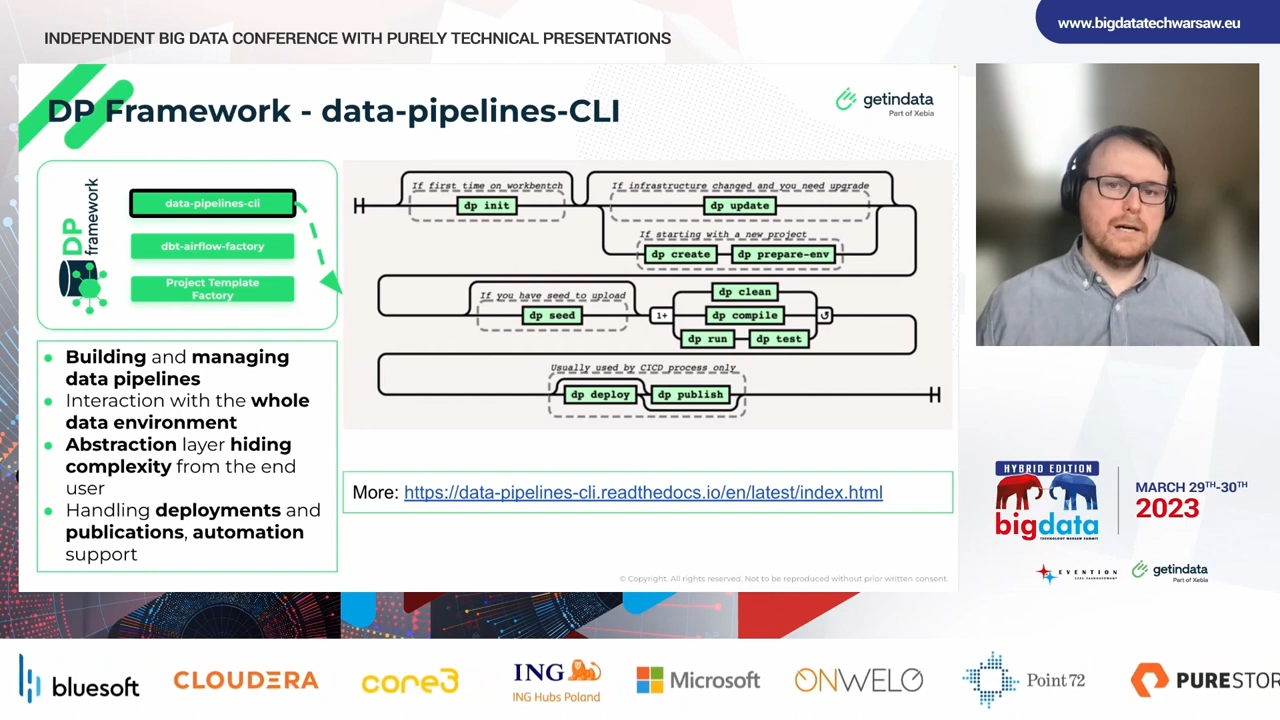 INDEPENDENT BIG DATA CONFERENCE WITH PURELY TECHNICAL PRESENTATIONS
www.bigdatatechwarsaw.eu
DP Framework - data-pipelines-CLI
getindata
Part of Xebia
DP
framework
data-pipelines-cli
dbt-airflow-factory
Project Template
Factory
If first time on workbentch
dp init
If infrastructure changed and you need upgrade
dp update
If starting with a new project
dp create
dp prepare-env
If you have seed to upload
dp seed
1+
dp clean
dp compile
dp run
dp test
↺
Usually used by CICD process only
dp deploy
dp publish
Building and managing
data pipelines
Interaction with the whole
data environment
Abstraction layer hiding
complexity from the end
user
Handling deployments and
publications, automation
support
More: https://data-pipelines-cli.readthedocs.io/en/latest/index.html
© Copyright. All rights reserved. Not to be reproduced without prior written consent.
HYBRID EDITION
bigdata
TECHNOLOGY WARSAW SUMMIT
MARCH 29TH-30TH
2023
EVENTION
getindata
Part of Xebia
bluesoft
CLOUDERA
core3
ING
ING Hubs Poland
Microsoft
ONWELO
Point72
PURESTOR